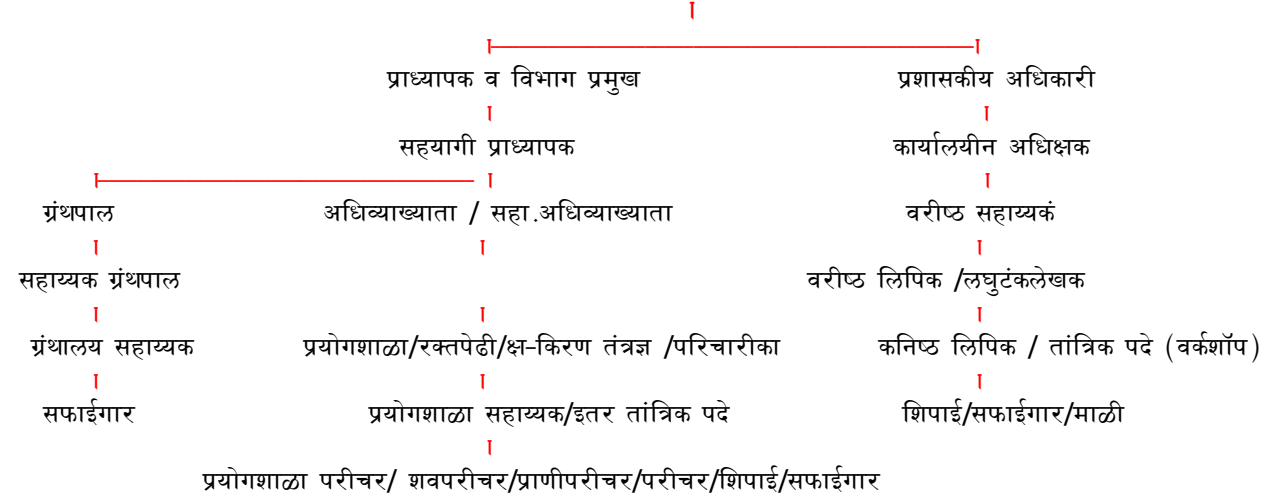 प्राध्यापक व विभाग प्रमुख प्रशासकीय अधिकारी
सहयागी प्राध्यापक कार्यालयीन अधिक्षक
ग्रंथपाल अधिव्याख्याता / सहा.अधिव्याख्याता वरीष्ठ सहाय्यकं
सहाय्यक ग्रंथपाल वरीष्ठ लिपिक /लघुटंकलेखक
ग्रंथालय सहाय्यक प्रयोगशाळा/रक्तपेढी/क्ष-किरण तंत्रज्ञ /परिचारीका कनिष्ठ लिपिक / तांत्रिक पदे (वर्कशॉप)
सफाईगार प्रयोगशाळा सहाय्यक/इतर तांत्रिक पदे शिपाई/सफाईगार/माळी
प्रयोगशाळा परीचर/ शवपरीचर/प्राणीपरीचर/परीचर/शिपाई/सफाईगार